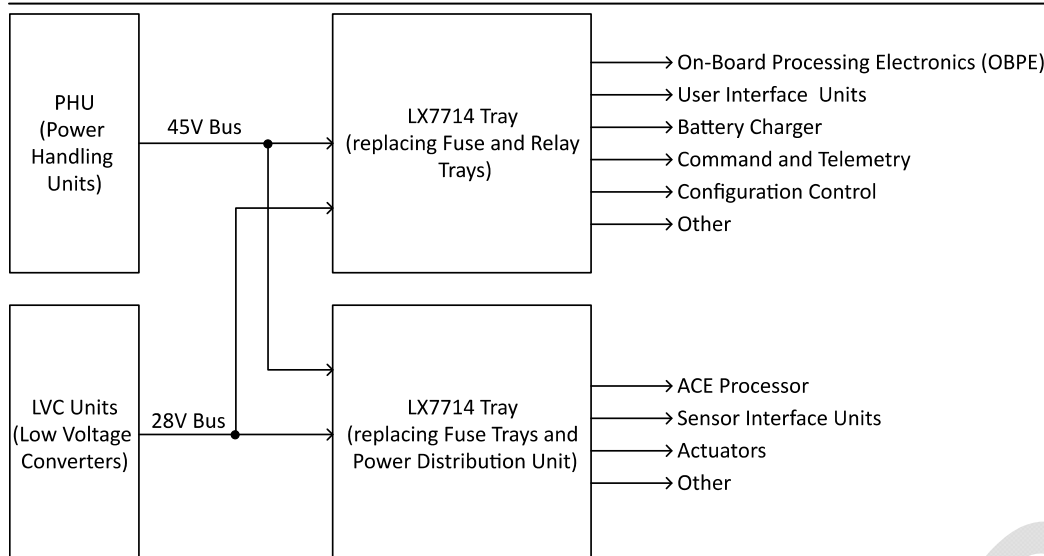 PHU
(Power
Handling
Units)
45V Bus
LX7714 Tray
(replacing Fuse and Relay
Trays)
On-Board Processing Electronics (OBPE)
User Interface Units
Battery Charger
Command and Telemetry
Configuration Control
Other
LVC Units
(Low Voltage
Converters)
28V Bus
LX7714 Tray
(replacing Fuse Trays and
Power Distribution Unit)
ACE Processor
Sensor Interface Units
Actuators
Other